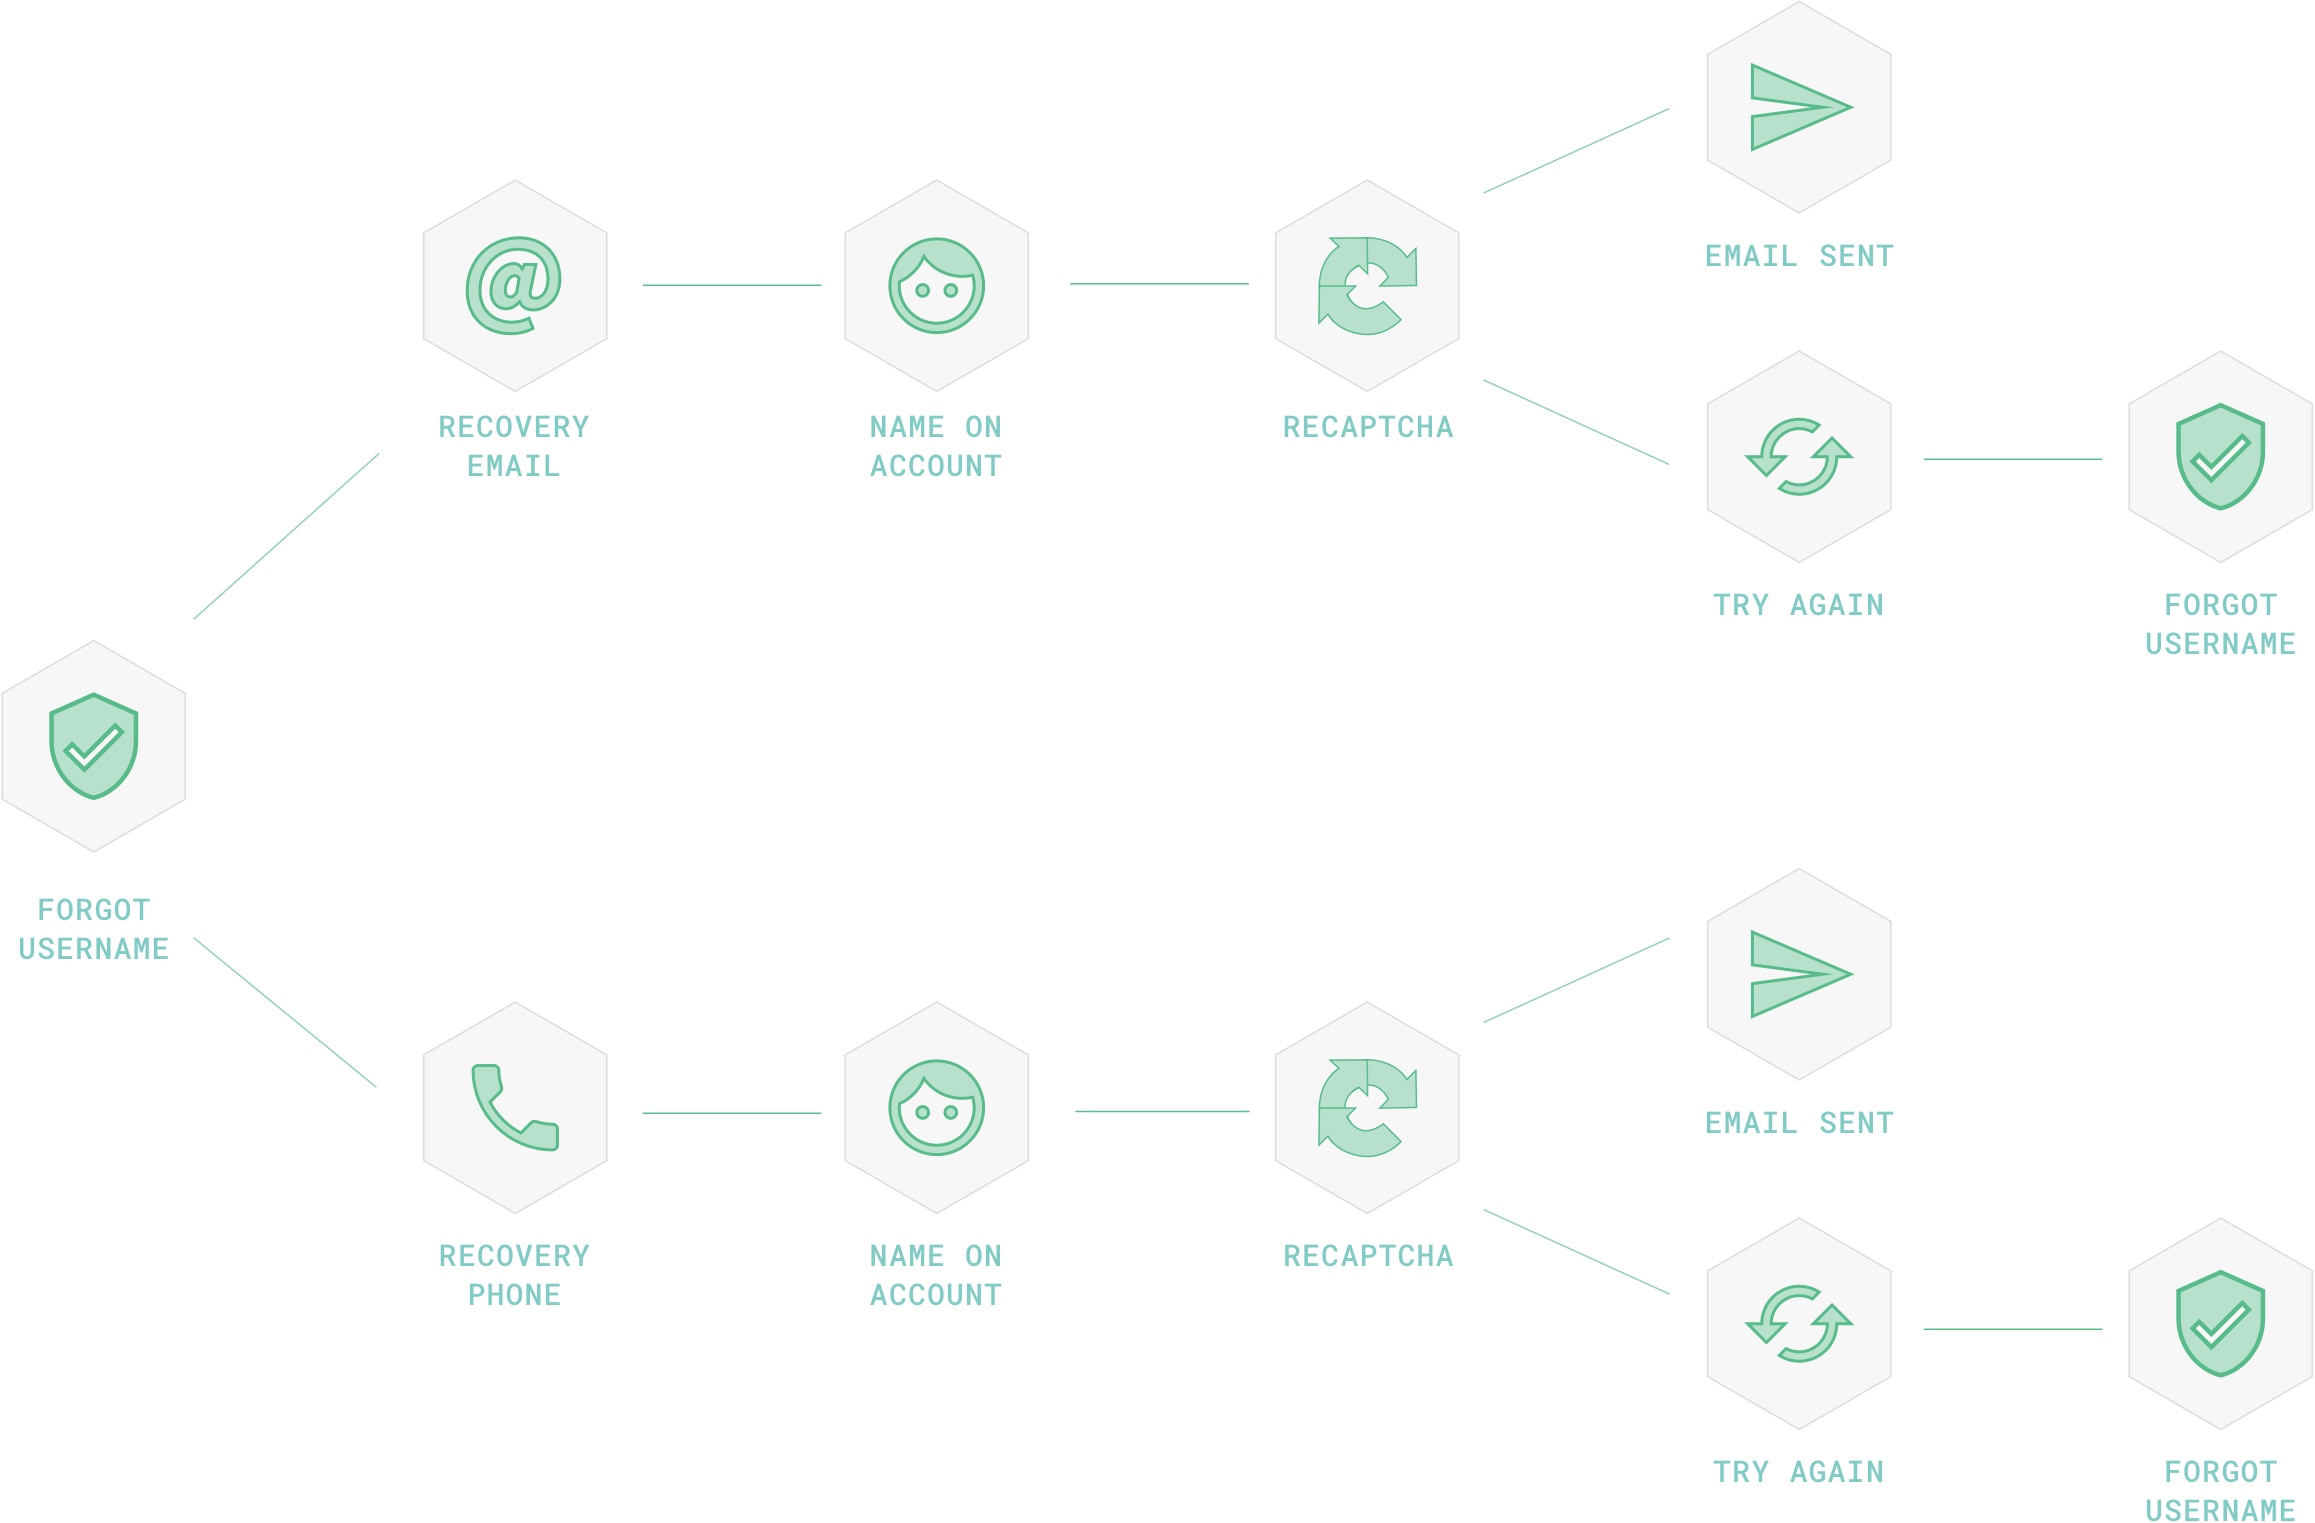 EMAIL SENT
RECOVERY
EMAIL
NAME ON
ACCOUNT
RECAPTCHA
TRY AGAIN
FORGOT
USERNAME
FORGOT
USERNAME
EMAIL SENT
RECOVERY
PHONE
NAME ON
ACCOUNT
RECAPTCHA
TRY AGAIN
FORGOT
USERNAME